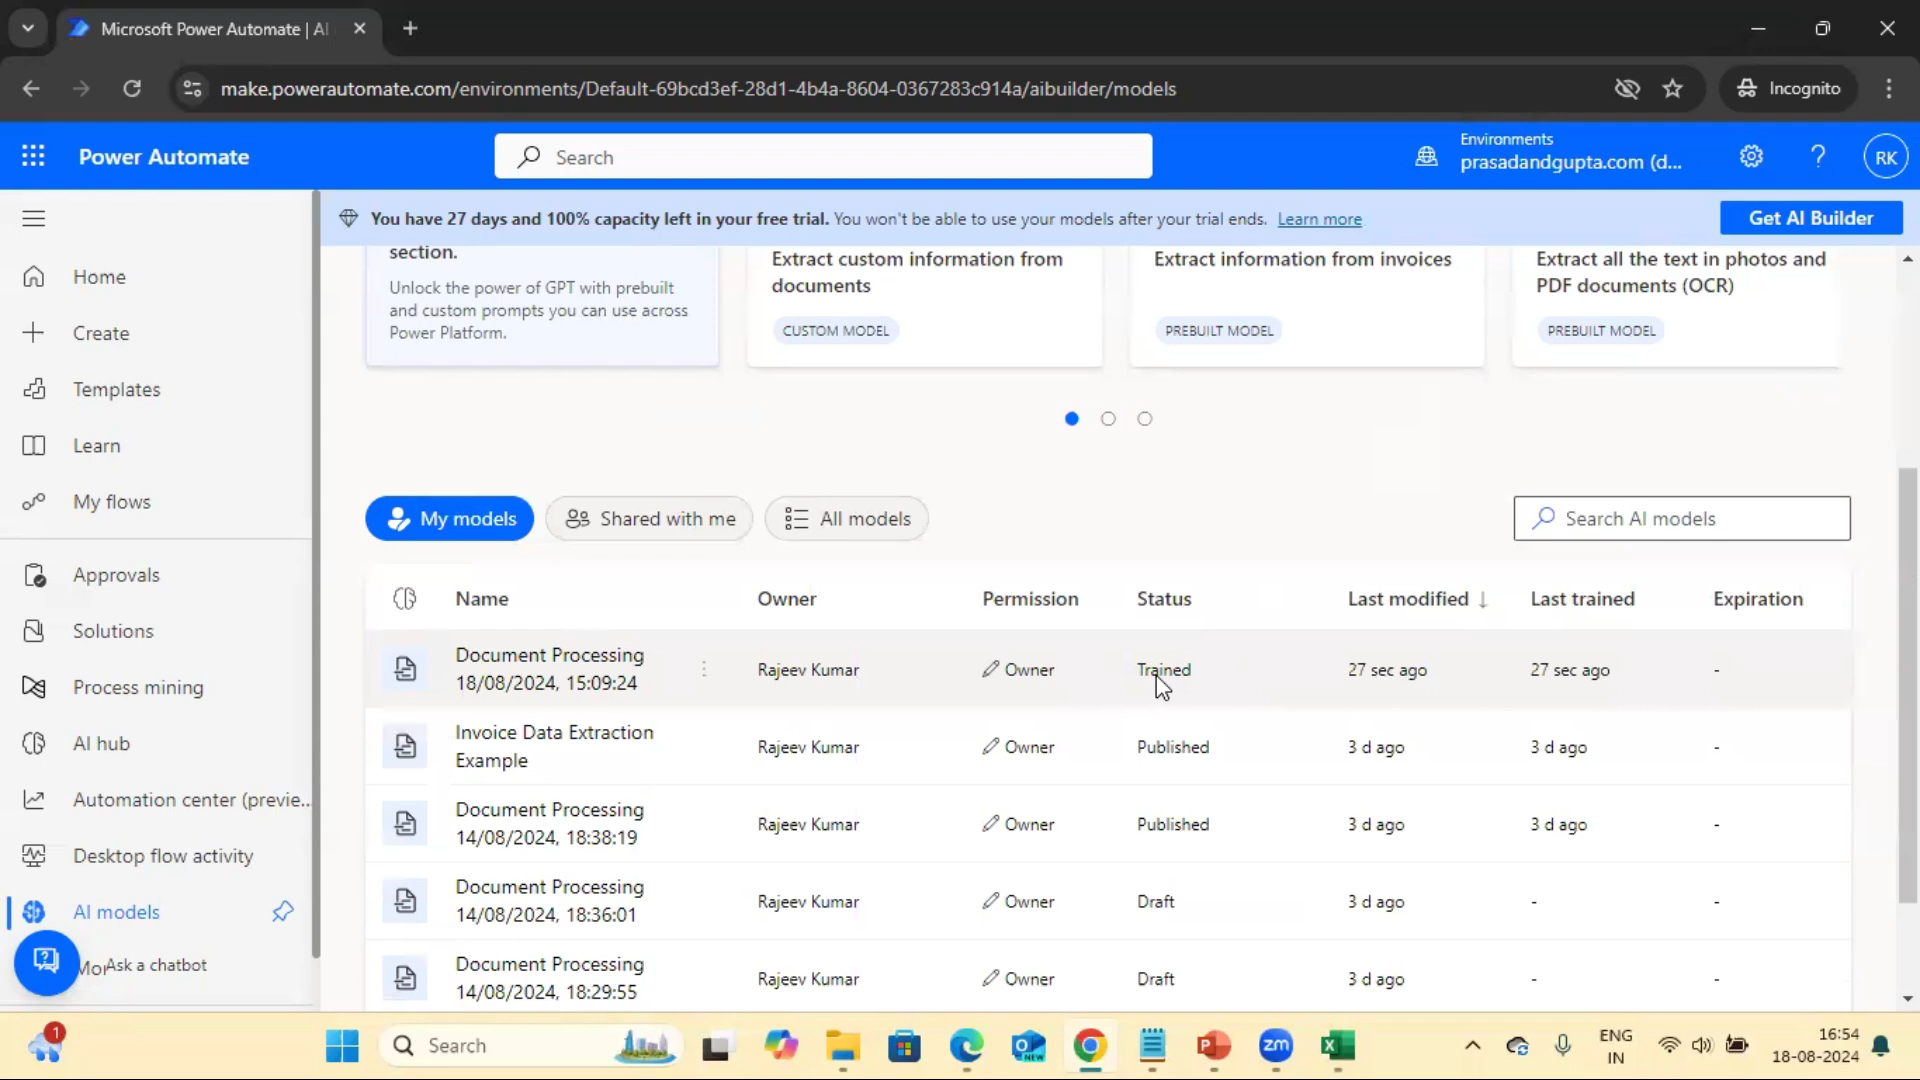 Microsoft Power Automate | AI
make.powerautomate.com/environments/Default-69bcd3ef-28d1-4b4a-8604-0367283c914a/aibuilder/models
Incognito
Power Automate
Search
Environments
prasadandgupta.com (d...
RK
You have 27 days and 100% capacity left in your free trial. You won't be able to use your models after your trial ends. Learn more
Get AI Builder
Home
Create
Templates
Learn
My flows
Approvals
Solutions
Process mining
AI hub
Automation center (previe...
Desktop flow activity
AI models
Mor
Ask a chatbot
section.
Unlock the power of GPT with prebuilt
and custom prompts you can use across
Power Platform.
Extract custom information from
documents
CUSTOM MODEL
Extract information from invoices
PREBUILT MODEL
Extract all the text in photos and
PDF documents (OCR)
PREBUILT MODEL
My models Shared with me All models
Search AI models
Name Owner Permission Status Last modified ↓ Last trained Expiration
Document Processing
18/08/2024, 15:09:24 Rajeev Kumar Owner Trained 27 sec ago 27 sec ago -
Invoice Data Extraction
Example Rajeev Kumar Owner Published 3 d ago 3 d ago -
Document Processing
14/08/2024, 18:38:19 Rajeev Kumar Owner Published 3 d ago 3 d ago -
Document Processing
14/08/2024, 18:36:01 Rajeev Kumar Owner Draft 3 d ago - -
Document Processing
14/08/2024, 18:29:55 Rajeev Kumar Owner Draft 3 d ago - -
1
Search
NEW
zm
ENG
IN
16:54
18-08-2024